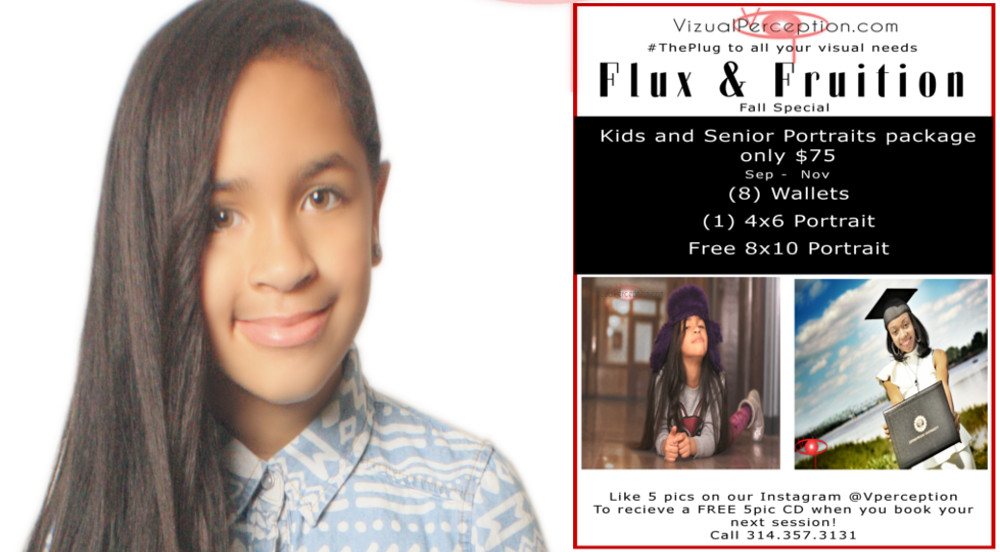 VizualPerception.com
#ThePlug to all your visual needs
Flux & Fruition
Fall Special
Kids and Senior Portraits package
only $75
Sep - Nov
(8) Wallets
(1) 4x6 Portrait
Free 8x10 Portrait
Like 5 pics on our Instagram @Vperception
To recieve a FREE 5pic CD when you book your
next session!
Call 314.357.3131